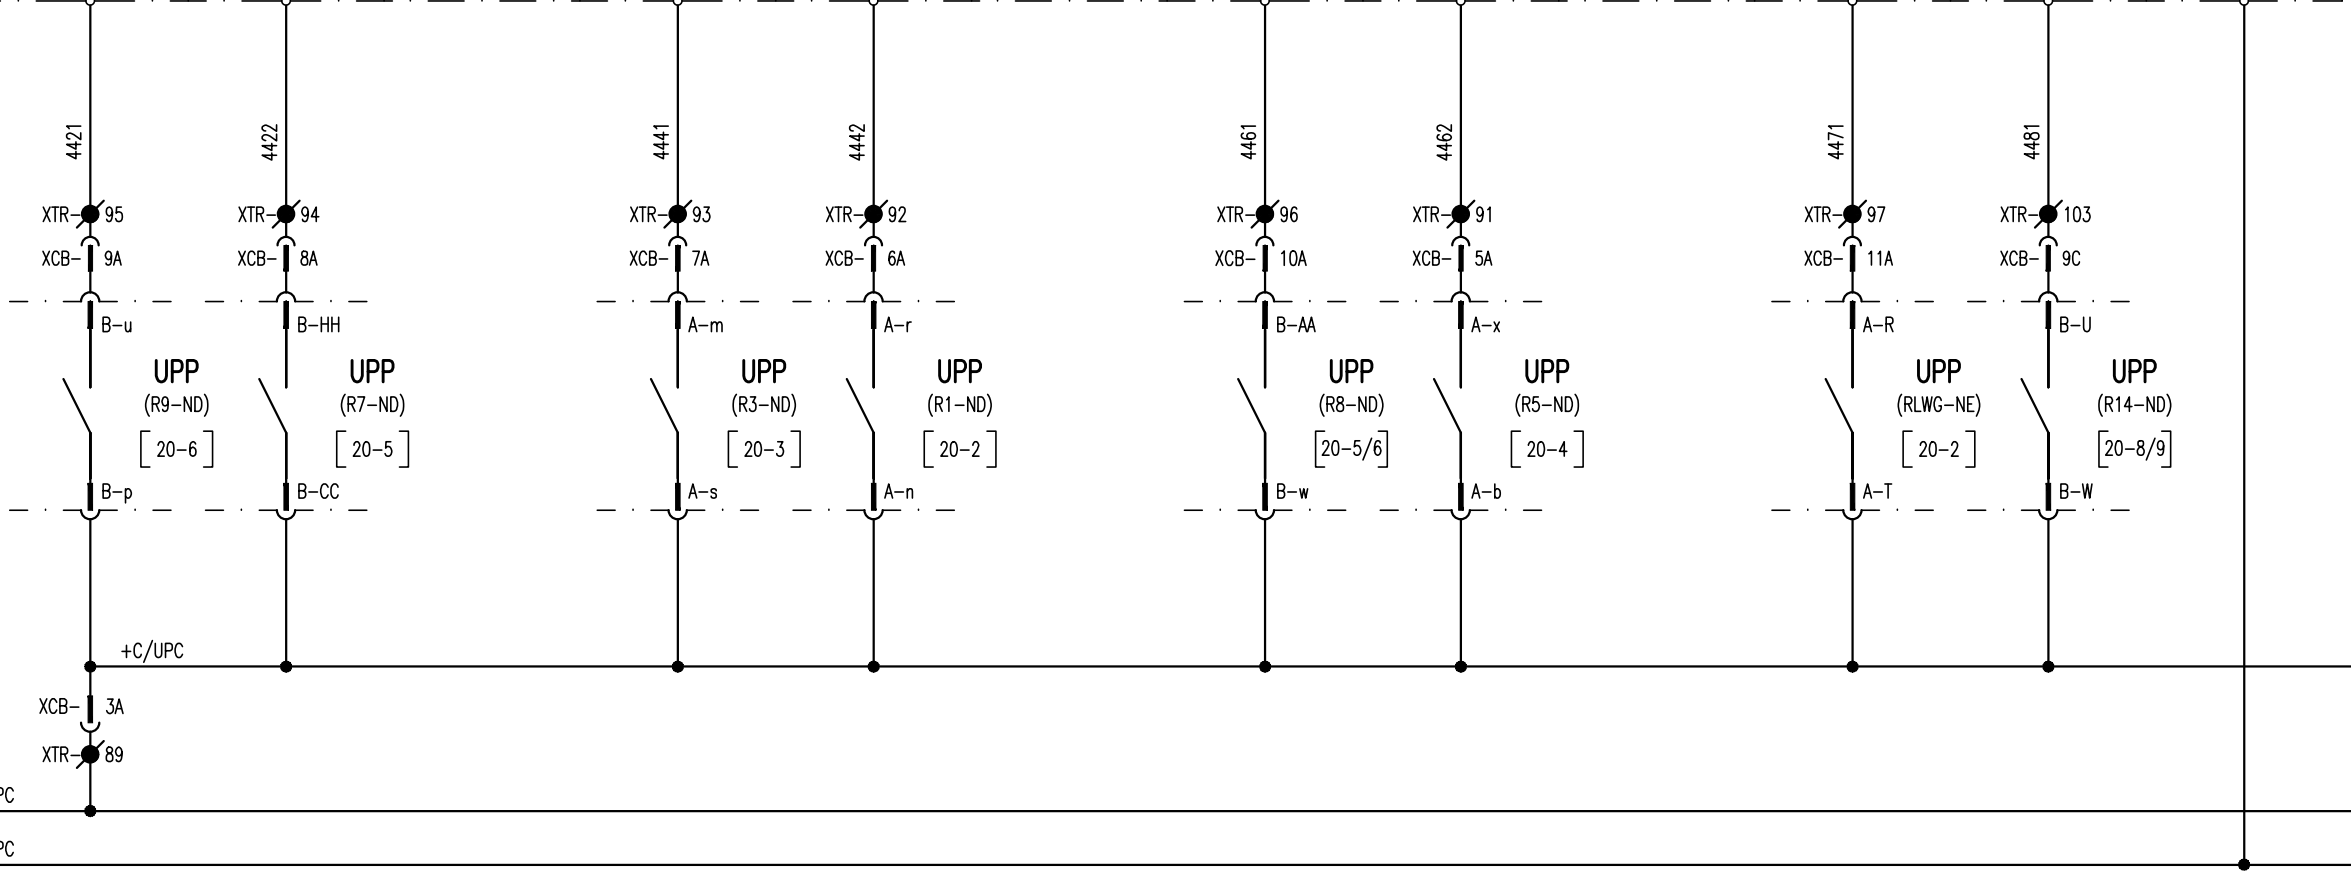 4421 4422 4441 4442 4461 4462 4471 4481
XTR- 95 XTR- 94 XTR- 93 XTR- 92 XTR- 96 XTR- 91 XTR- 97 XTR- 103
XCB- 9A XCB- 8A XCB- 7A XCB- 6A XCB- 10A XCB- 5A XCB- 11A XCB- 9C
B-u B-HH A-m A-r B-AA A-x A-R B-U
UPP UPP UPP UPP UPP UPP UPP UPP
(R9-ND) (R7-ND) (R3-ND) (R1-ND) (R8-ND) (R5-ND) (RLWG-NE) (R14-ND)
[20-6] [20-5] [20-3] [20-2] [20-5/6] [20-4] [20-2] [20-8/9]
B-p B-CC A-s A-n B-w A-b A-T B-W
+C/UPC
XCB- 3A
XTR- 89
PC
PC